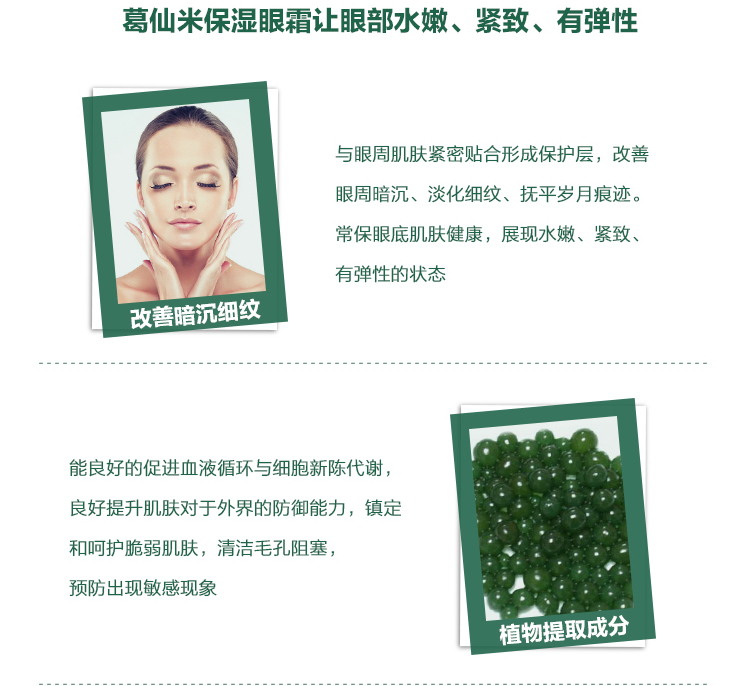 葛仙米保湿眼霜让眼部水嫩、紧致、有弹性
与眼周肌肤紧密贴合形成保护层，改善
眼周暗沉、淡化细纹、抚平岁月痕迹。
常保眼底肌肤健康，展现水嫩、紧致、
有弹性的状态
改善暗沉细纹
能良好的促进血液循环与细胞新陈代谢，
良好提升肌肤对于外界的防御能力，镇定
和呵护脆弱肌肤，清洁毛孔阻塞，
预防出现敏感现象
植物提取成分